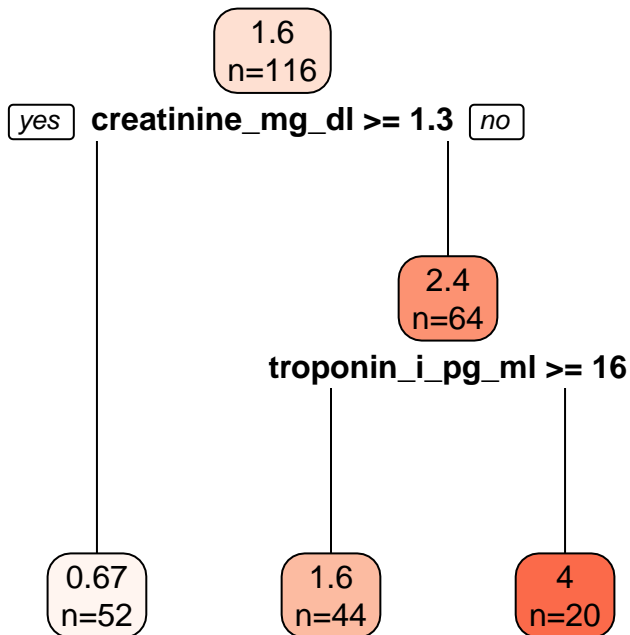 1.6
n=116
yes creatinine_mg_dl >= 1.3 no
2.4
n=64
troponin_i_pg_ml >= 16
0.67
n=52
1.6
n=44
4
n=20